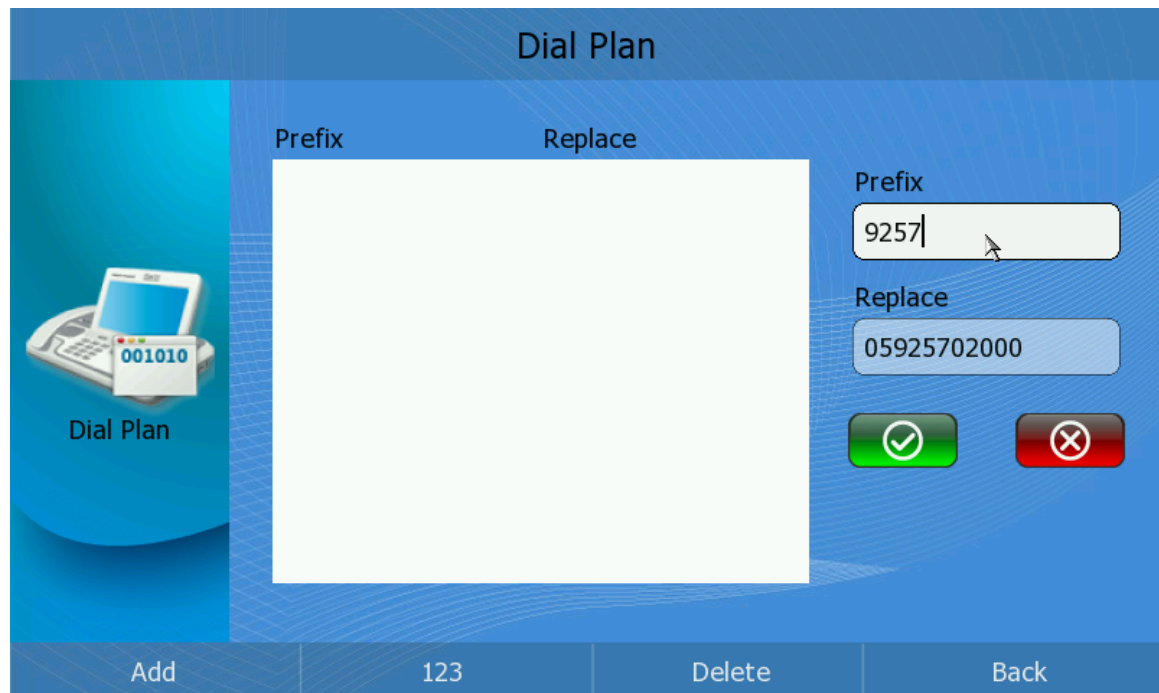 Dial Plan
Prefix Replace
Prefix
9257
Replace
05925702000
001010
Dial Plan
Add 123 Delete Back